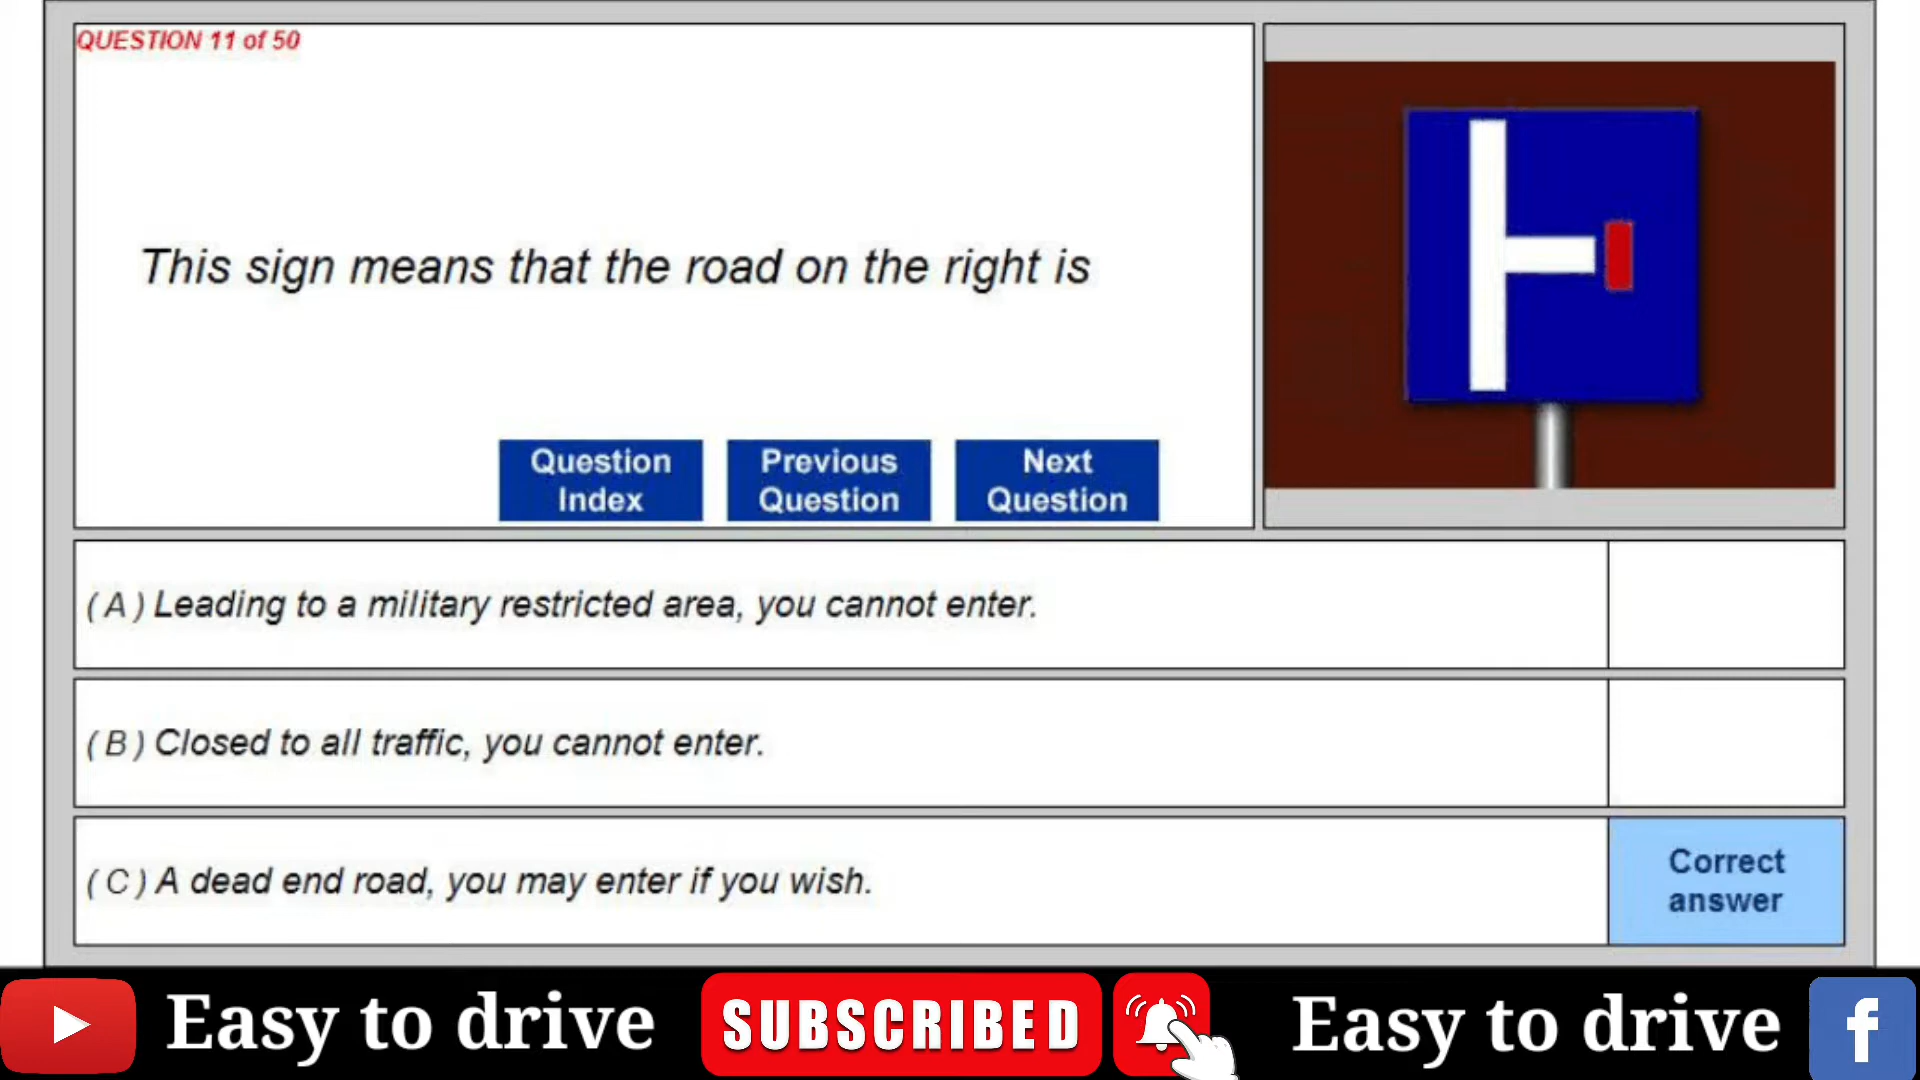 QUESTION 11 of 50
This sign means that the road on the right is
Question
Index
Previous
Question
Next
Question
( A ) Leading to a military restricted area, you cannot enter.
( B ) Closed to all traffic, you cannot enter.
( C ) A dead end road, you may enter if you wish.
Correct
answer
Easy to drive
SUBSCRIBED
Easy to drive
f